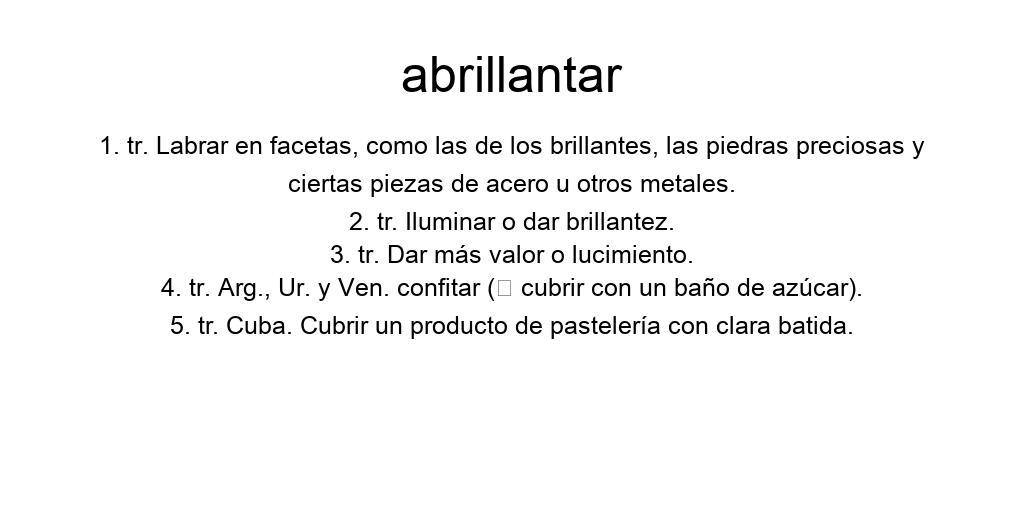 abrillantar
1. tr. Labrar en facetas, como las de los brillantes, las piedras preciosas y
ciertas piezas de acero u otros metales.
2. tr. Iluminar o dar brillantez.
3. tr. Dar más valor o lucimiento.
4. tr. Arg., Ur. y Ven. confitar (▯ cubrir con un baño de azúcar).
5. tr. Cuba. Cubrir un producto de pastelería con clara batida.